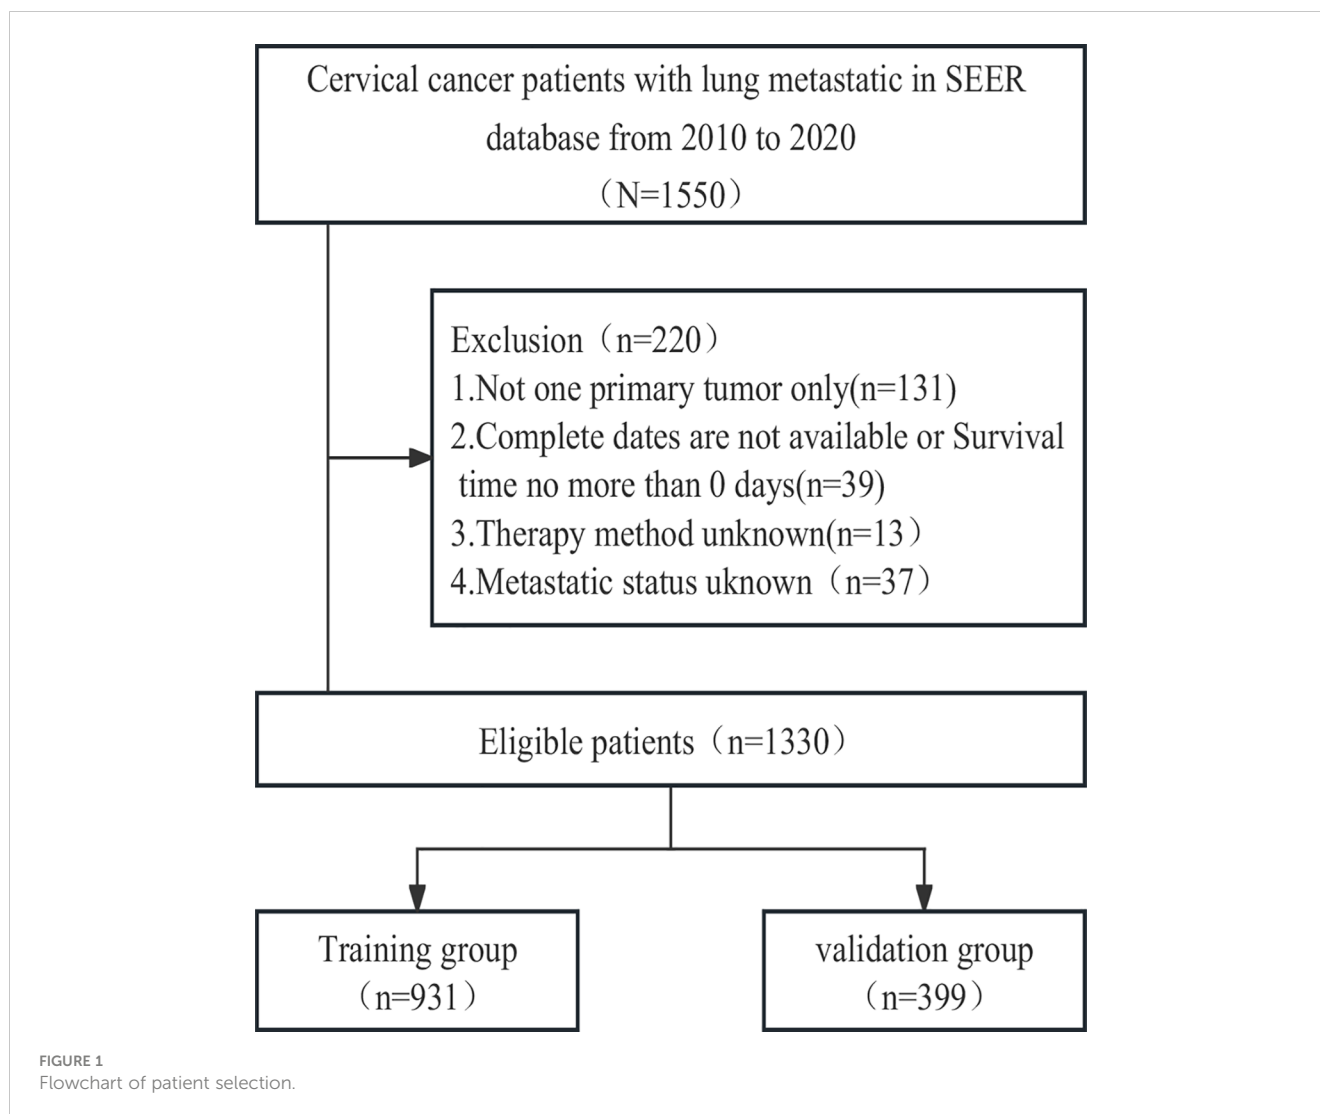 Cervical cancer patients with lung metastatic in SEER
database from 2010 to 2020
（N=1550）
Exclusion（n=220）
1.Not one primary tumor only(n=131)
2.Complete dates are not available or Survival
time no more than 0 days(n=39)
3.Therapy method unknown(n=13）
4.Metastatic status uknown（n=37）
Eligible patients（n=1330）
Training group
（n=931）
validation group
（n=399）
FIGURE 1
Flowchart of patient selection.